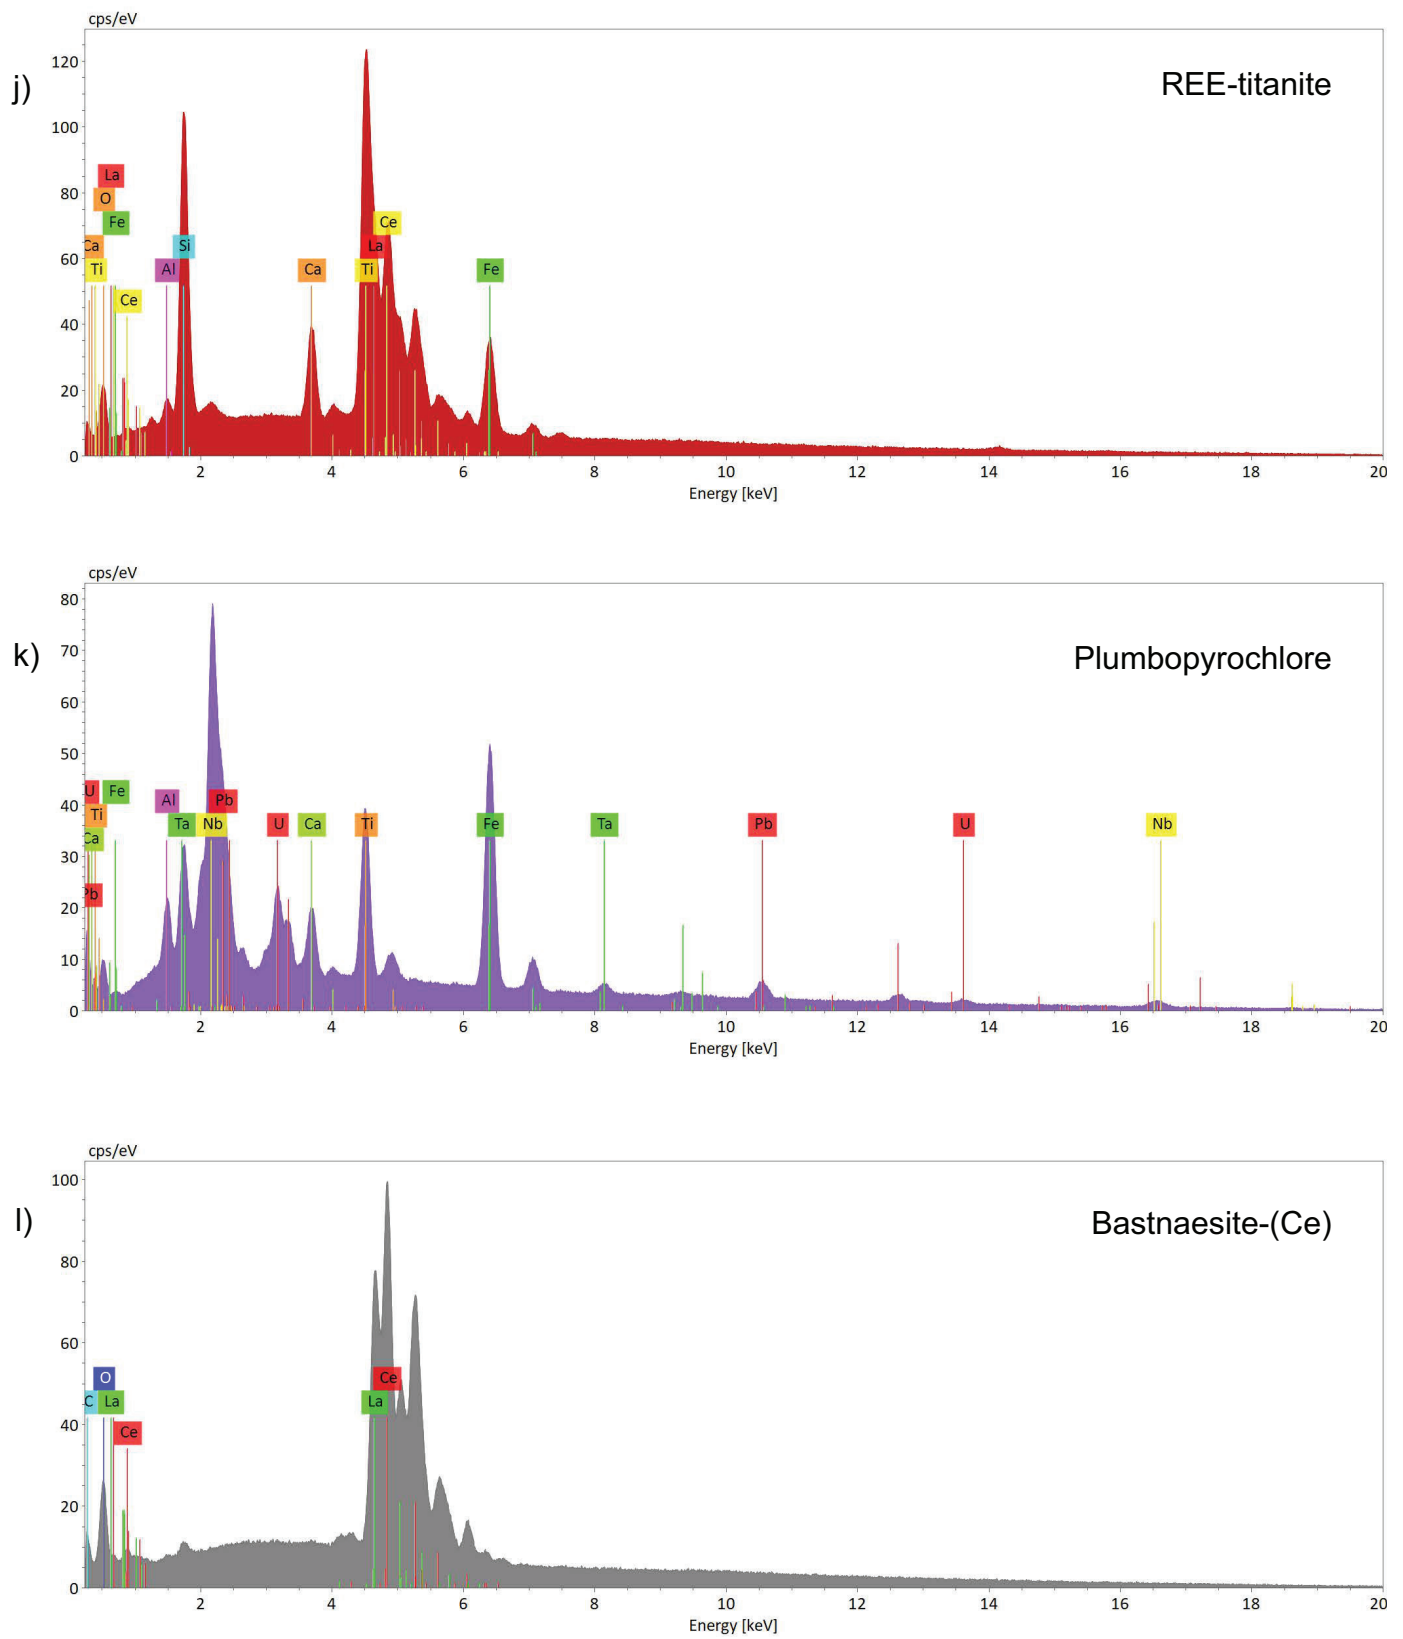 cps/eV
j)
REE-titanite
120
100
80
60
40
20
0
La
O
Fe
Ca
Ti
Ce
Al
Si
Ca
Ce
La
Ti
Fe
2 4 6 8 10 12 14 16 18 20
Energy [keV]
cps/eV
k)
Plumbopyrochlore
80
70
60
50
40
30
20
10
0
U
Fe
Ti
Ca
Pb
Al
Pb
Ta
Nb
U
Ca
Ti
Fe
Ta
Pb
U
Nb
2 4 6 8 10 12 14 16 18 20
Energy [keV]
cps/eV
l)
Bastnaesite-(Ce)
100
80
60
40
20
0
O
C
La
Ce
Ce
La
2 4 6 8 10 12 14 16 18 20
Energy [keV]